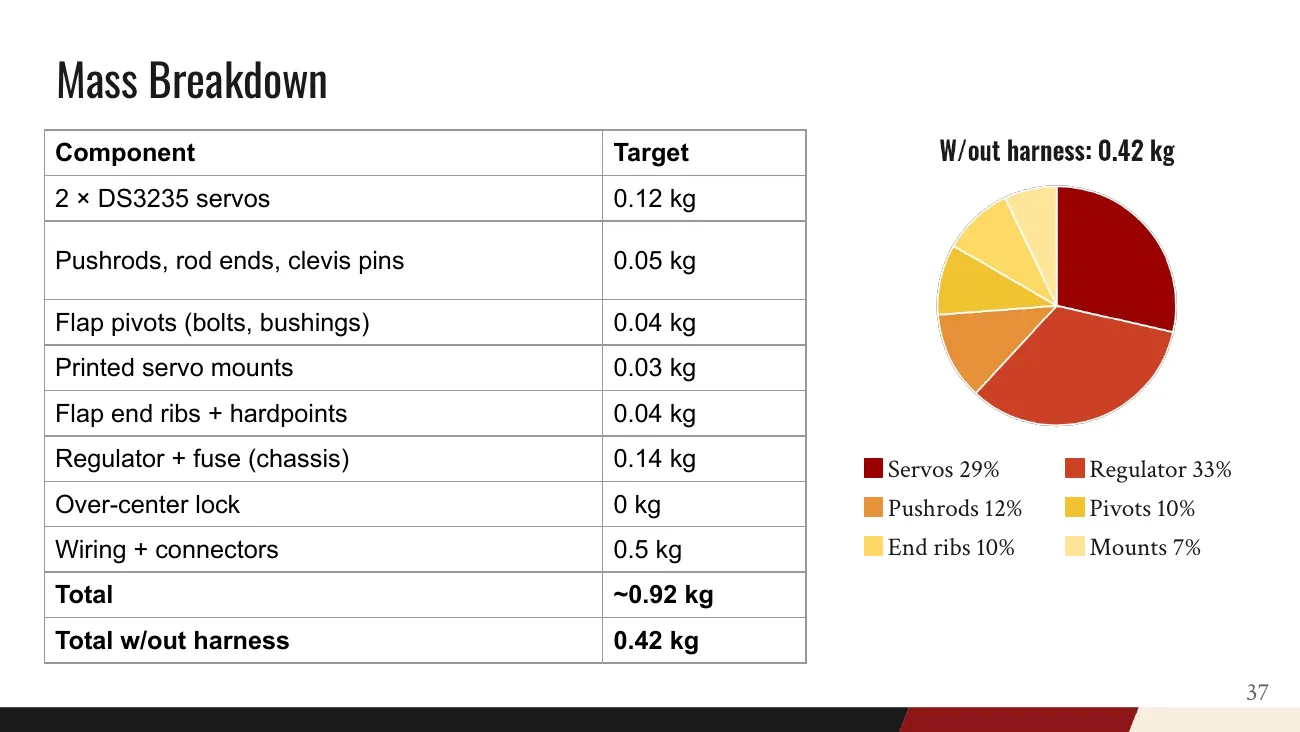 Mass Breakdown
Component Target
2 × DS3235 servos 0.12 kg
Pushrods, rod ends, clevis pins 0.05 kg
Flap pivots (bolts, bushings) 0.04 kg
Printed servo mounts 0.03 kg
Flap end ribs + hardpoints 0.04 kg
Regulator + fuse (chassis) 0.14 kg
Over-center lock 0 kg
Wiring + connectors 0.5 kg
Total ~0.92 kg
Total w/out harness 0.42 kg
W/out harness: 0.42 kg
Servos 29% Regulator 33%
Pushrods 12% Pivots 10%
End ribs 10% Mounts 7%
37